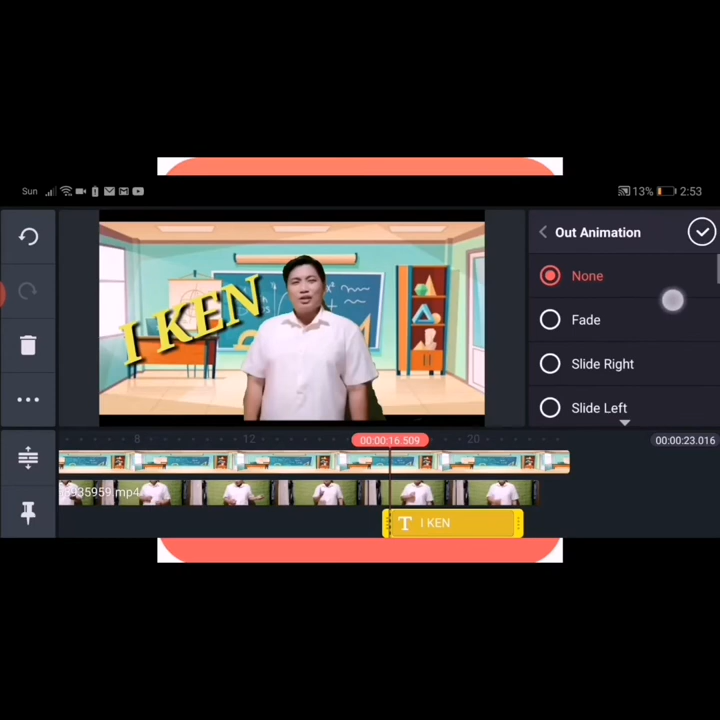 Sun
13% 2:53
Out Animation
None
Fade
Slide Right
Slide Left
I KEN
8 12 00:00:16.509 20 00:00:23.016
5935959.mp4
T I KEN